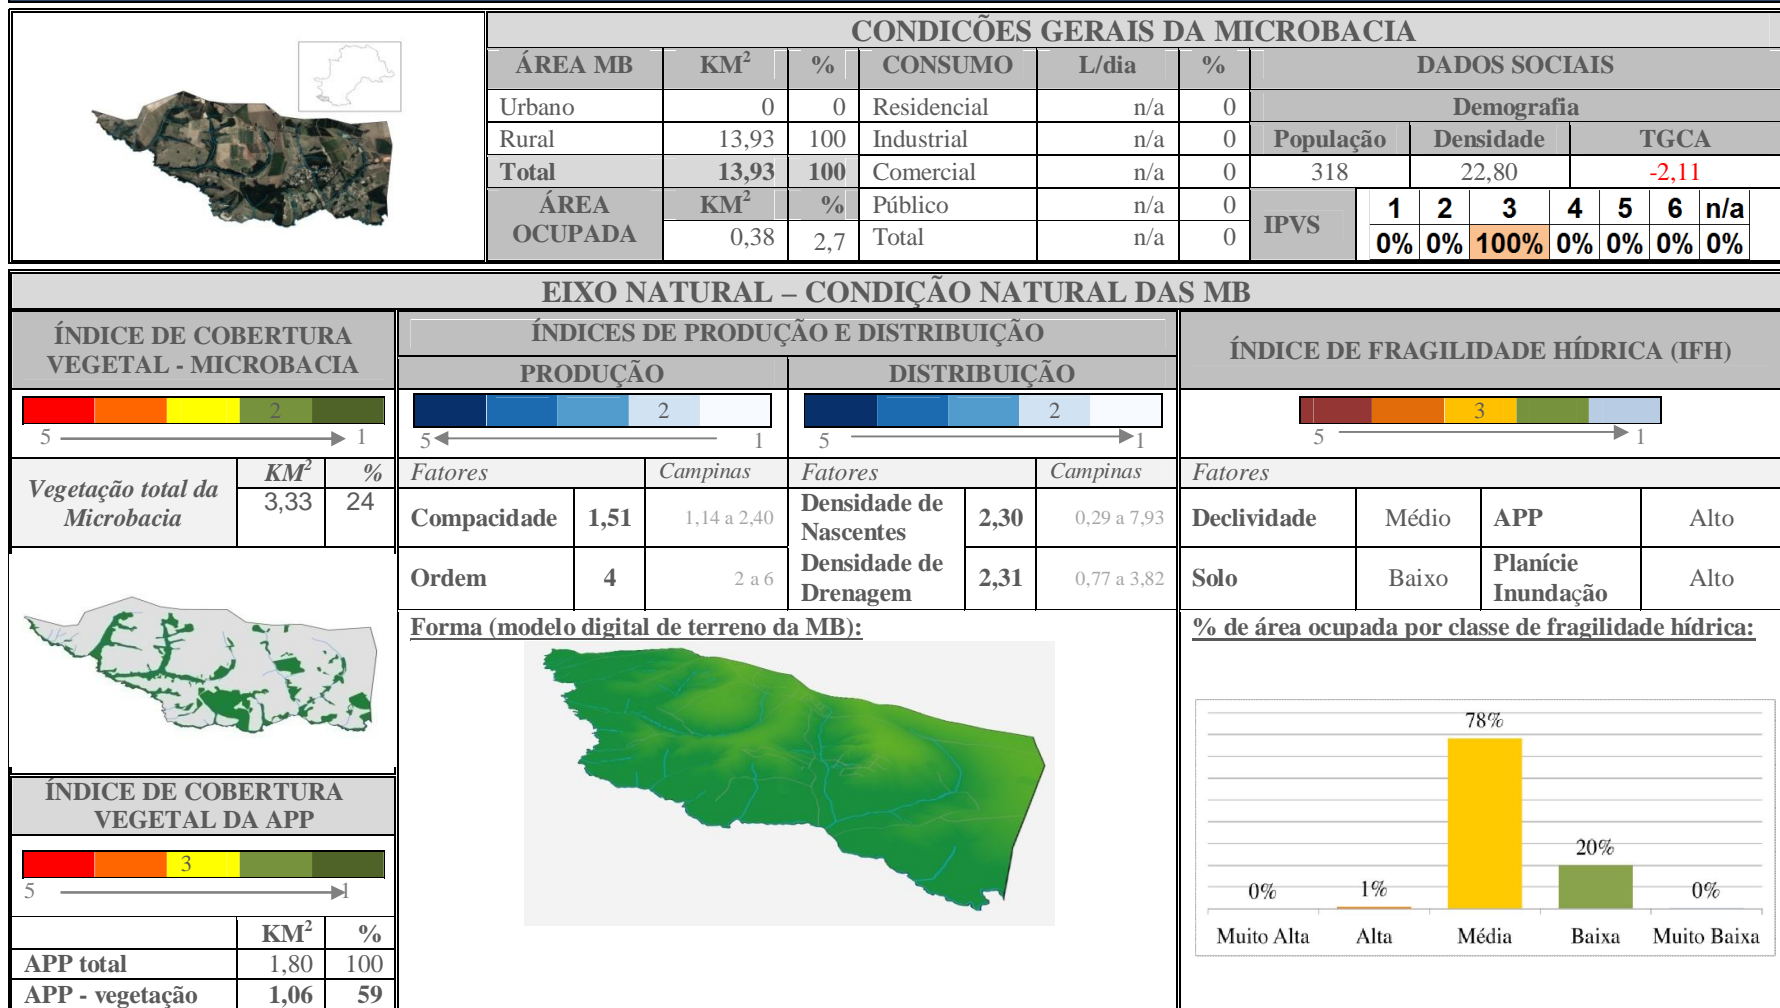 CONDICÕES GERAIS DA MICROBACIA
ÁREA MB KM² % CONSUMO L/dia % DADOS SOCIAIS
Urbano 0 0 Residencial n/a 0 Demografia
Rural 13,93 100 Industrial n/a 0 População Densidade TGCA
Total 13,93 100 Comercial n/a 0 318 22,80 -2,11
ÁREA OCUPADA KM² % Público n/a 0 IPVS 1 2 3 4 5 6 n/a
0,38 2,7 Total n/a 0 0% 0% 100% 0% 0% 0% 0%
EIXO NATURAL – CONDIÇÃO NATURAL DAS MB
ÍNDICE DE COBERTURA
VEGETAL - MICROBACIA
2
5 1
KM² %
Vegetação total da
Microbacia
3,33 24
ÍNDICE DE COBERTURA
VEGETAL DA APP
3
5 1
KM² %
APP total 1,80 100
APP - vegetação 1,06 59
ÍNDICES DE PRODUÇÃO E DISTRIBUIÇÃO
PRODUÇÃO DISTRIBUIÇÃO
2 2
5 1 5 1
Fatores Campinas Fatores Campinas
Compacidade 1,51 1,14 a 2,40 Densidade de
Nascentes 2,30 0,29 a 7,93
Ordem 4 2 a 6 Densidade de
Drenagem 2,31 0,77 a 3,82
Forma (modelo digital de terreno da MB):
ÍNDICE DE FRAGILIDADE HÍDRICA (IFH)
3
5 1
Fatores
Declividade Médio APP Alto
Solo Baixo Planície
Inundação Alto
% de área ocupada por classe de fragilidade hídrica:
78%
20%
0% 1% 0%
Muito Alta Alta Média Baixa Muito Baixa